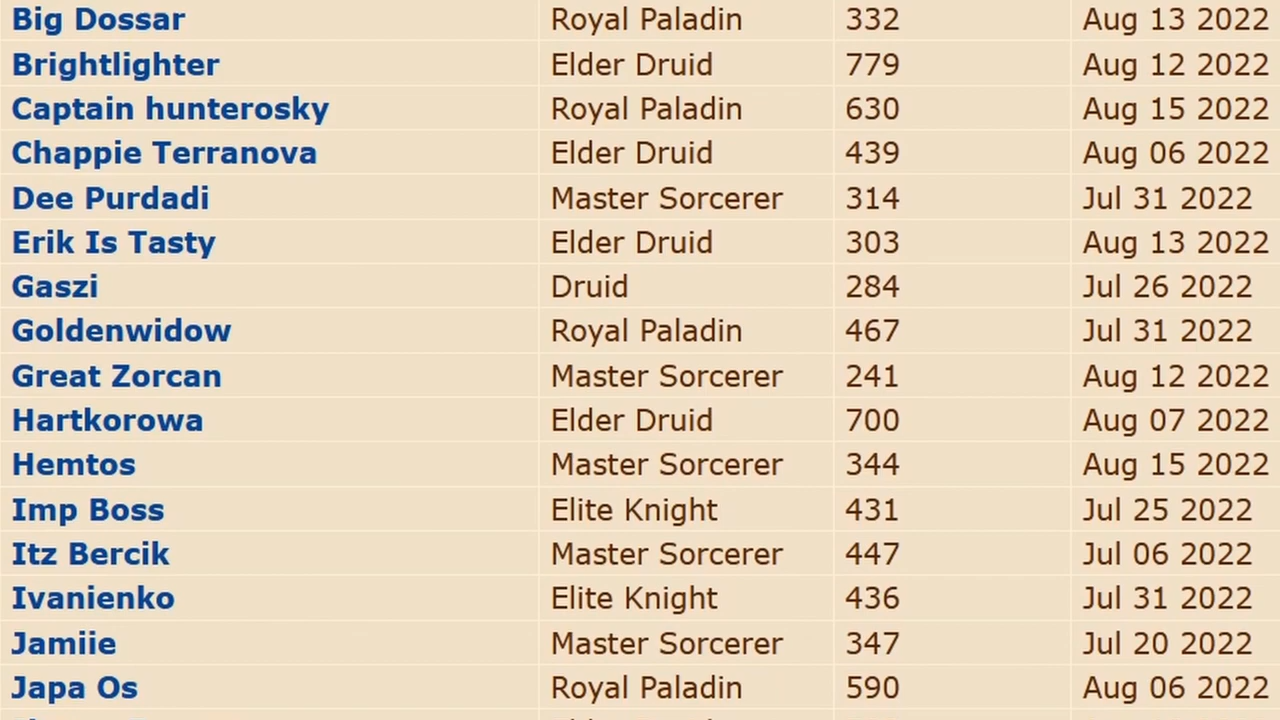 Big Dossar Royal Paladin 332 Aug 13 2022
Brightlighter Elder Druid 779 Aug 12 2022
Captain hunterosky Royal Paladin 630 Aug 15 2022
Chappie Terranova Elder Druid 439 Aug 06 2022
Dee Purdadi Master Sorcerer 314 Jul 31 2022
Erik Is Tasty Elder Druid 303 Aug 13 2022
Gaszi Druid 284 Jul 26 2022
Goldenwidow Royal Paladin 467 Jul 31 2022
Great Zorcan Master Sorcerer 241 Aug 12 2022
Hartkorowa Elder Druid 700 Aug 07 2022
Hemtos Master Sorcerer 344 Aug 15 2022
Imp Boss Elite Knight 431 Jul 25 2022
Itz Bercik Master Sorcerer 447 Jul 06 2022
Ivanienko Elite Knight 436 Jul 31 2022
Jamiie Master Sorcerer 347 Jul 20 2022
Japa Os Royal Paladin 590 Aug 06 2022